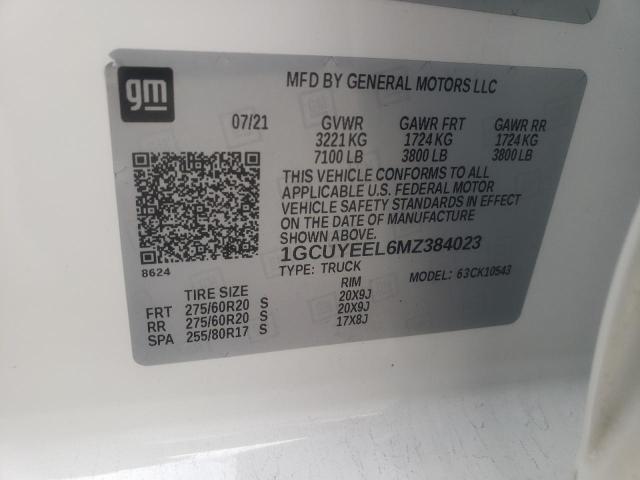 gm
MFD BY GENERAL MOTORS LLC
07/21 GVWR GAWR FRT GAWR RR
3221 KG 1724 KG 1724 KG
7100 LB 3800 LB 3800 LB
THIS VEHICLE CONFORMS TO ALL
APPLICABLE U.S. FEDERAL MOTOR
VEHICLE SAFETY STANDARDS IN EFFECT
ON THE DATE OF MANUFACTURE
SHOWN ABOVE.
1GCUYEEL6MZ384023
8624
TYPE: TRUCK MODEL: 63CK10543
TIRE SIZE RIM
FRT 275/60R20 S 20X9J
RR 275/60R20 S 20X9J
SPA 255/80R17 S 17X8J